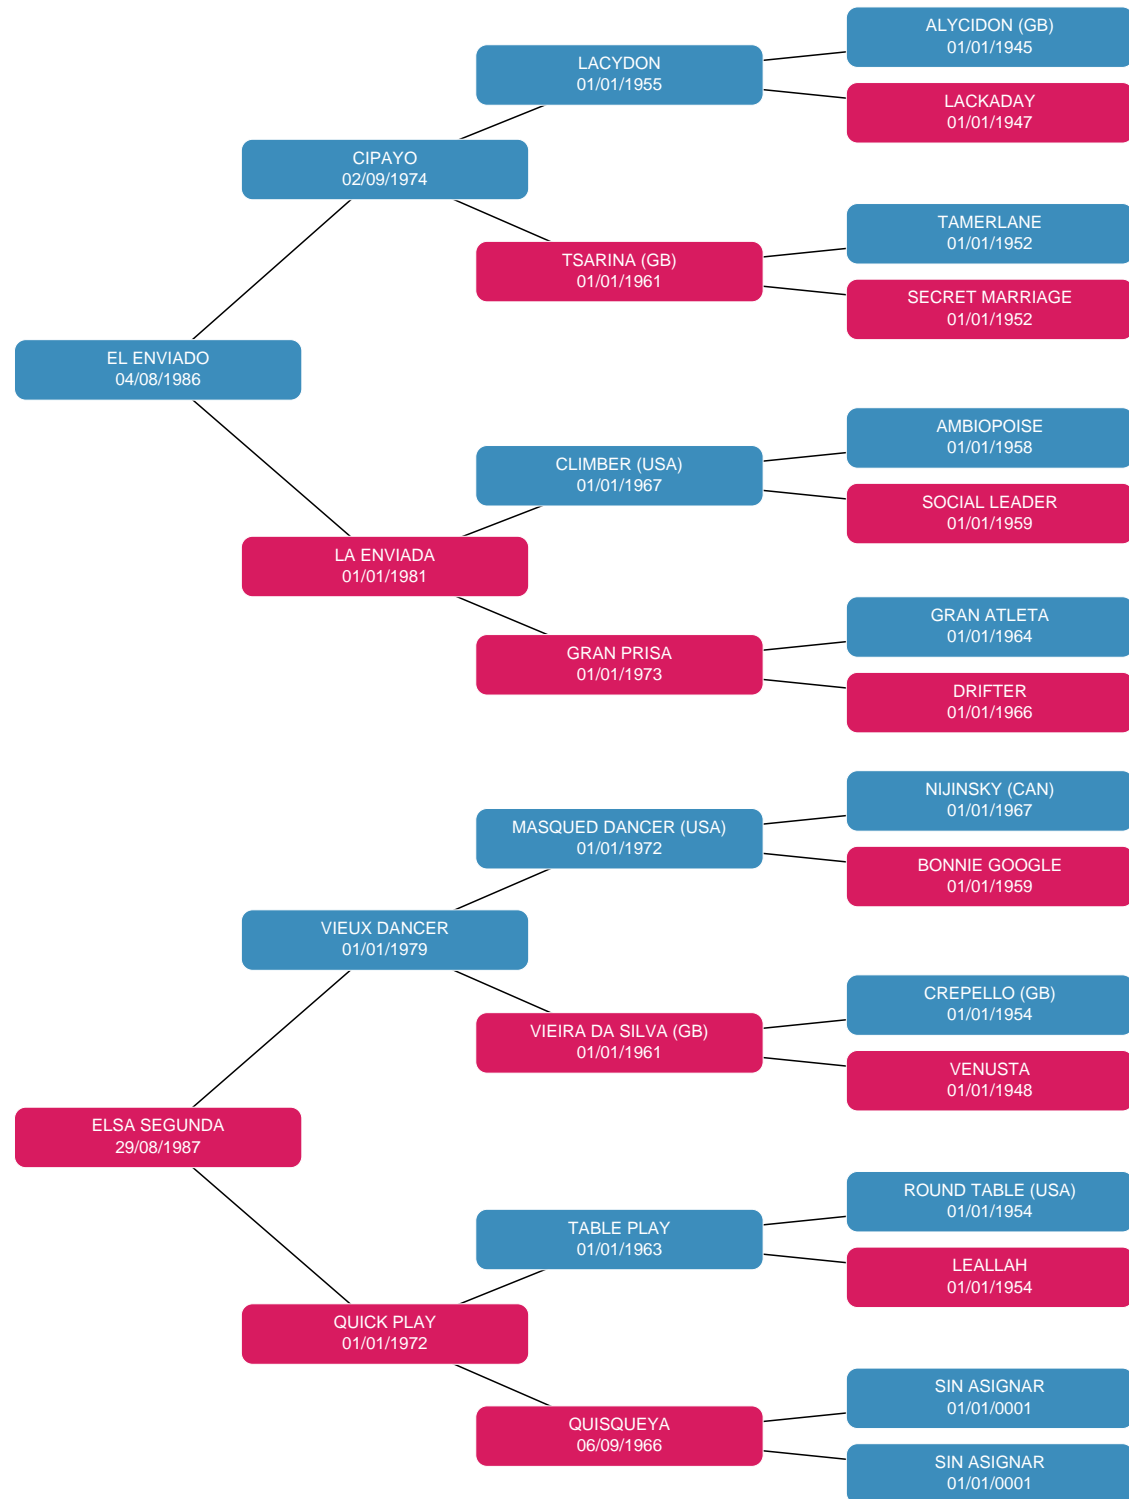 ALYCIDON (GB)
01/01/1945
LACYDON
01/01/1955
LACKADAY
01/01/1947
CIPAYO
02/09/1974
TAMERLANE
01/01/1952
TSARINA (GB)
01/01/1961
SECRET MARRIAGE
01/01/1952
EL ENVIADO
04/08/1986
AMBIOPOISE
01/01/1958
CLIMBER (USA)
01/01/1967
SOCIAL LEADER
01/01/1959
LA ENVIADA
01/01/1981
GRAN ATLETA
01/01/1964
GRAN PRISA
01/01/1973
DRIFTER
01/01/1966
NIJINSKY (CAN)
01/01/1967
MASQUED DANCER (USA)
01/01/1972
BONNIE GOOGLE
01/01/1959
VIEUX DANCER
01/01/1979
CREPELLO (GB)
01/01/1954
VIEIRA DA SILVA (GB)
01/01/1961
VENUSTA
01/01/1948
ELSA SEGUNDA
29/08/1987
ROUND TABLE (USA)
01/01/1954
TABLE PLAY
01/01/1963
LEALLAH
01/01/1954
QUICK PLAY
01/01/1972
SIN ASIGNAR
01/01/0001
QUISQUEYA
06/09/1966
SIN ASIGNAR
01/01/0001